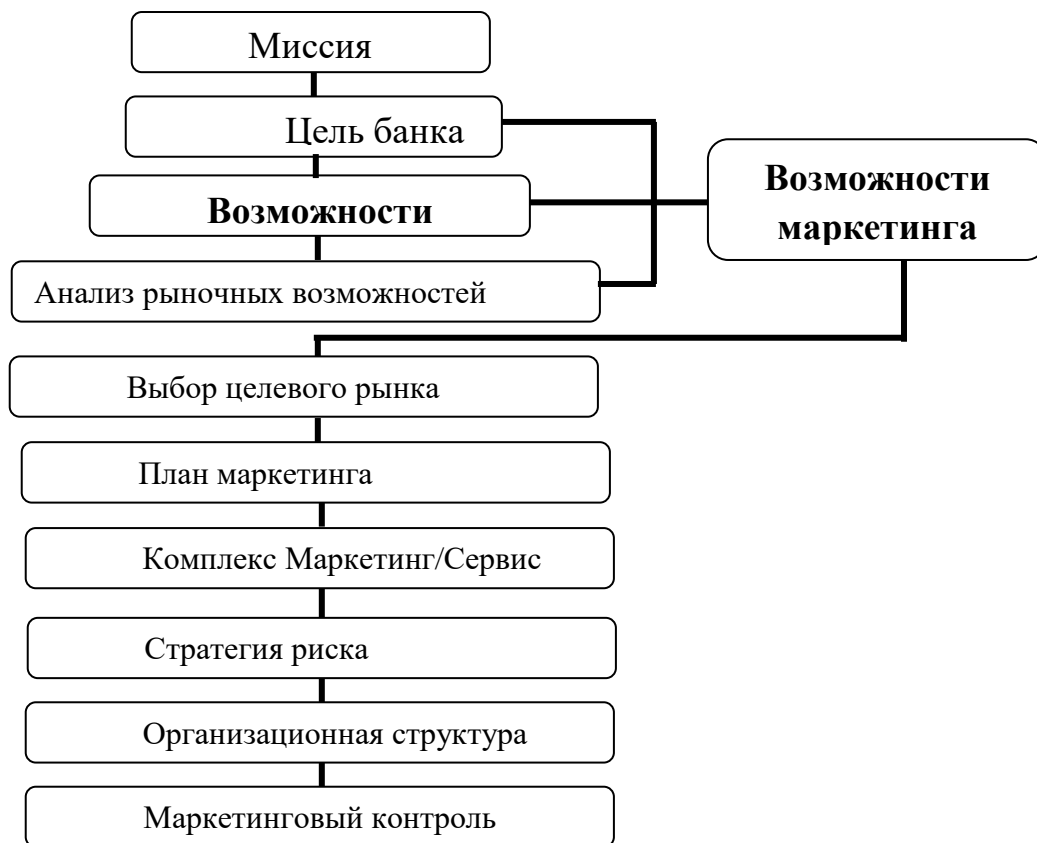 Миссия
Цель банка
Возможности
маркетинга
Возможности
Анализ рыночных возможностей
Выбор целевого рынка
План маркетинга
Комплекс Маркетинг/Сервис
Стратегия риска
Организационная структура
Маркетинговый контроль